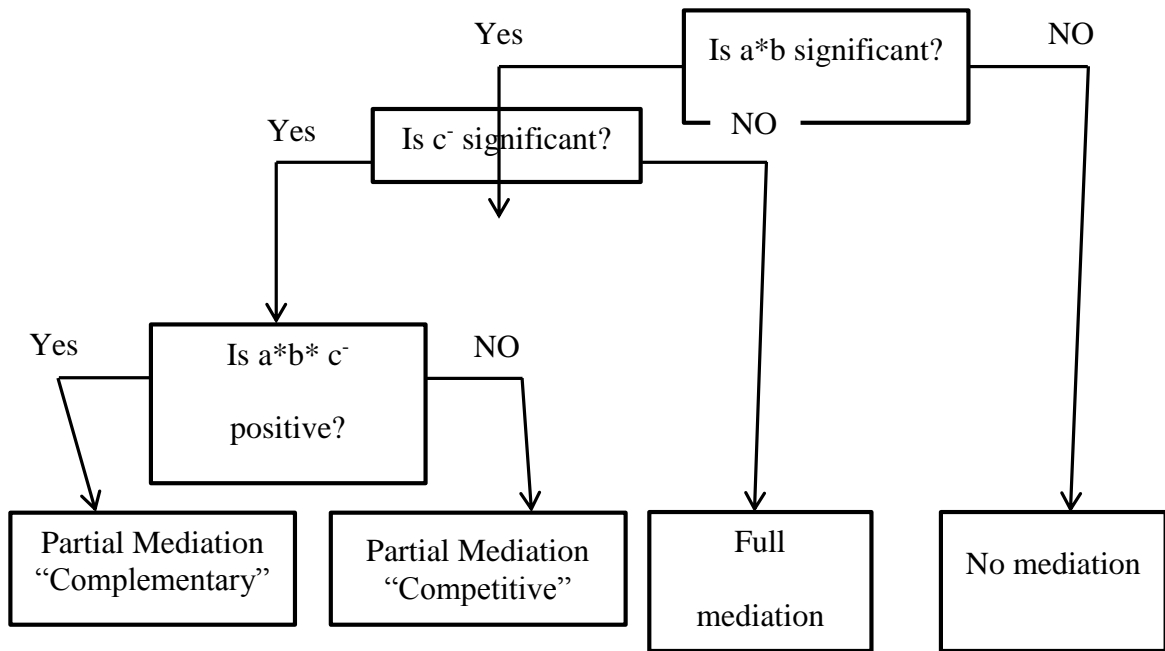 Yes
Is a*b significant?
NO
Yes
Is c⁻ significant?
NO
Yes
Is a*b* c⁻
positive?
NO
Partial Mediation
“Complementary”
Partial Mediation
“Competitive”
Full
mediation
No mediation